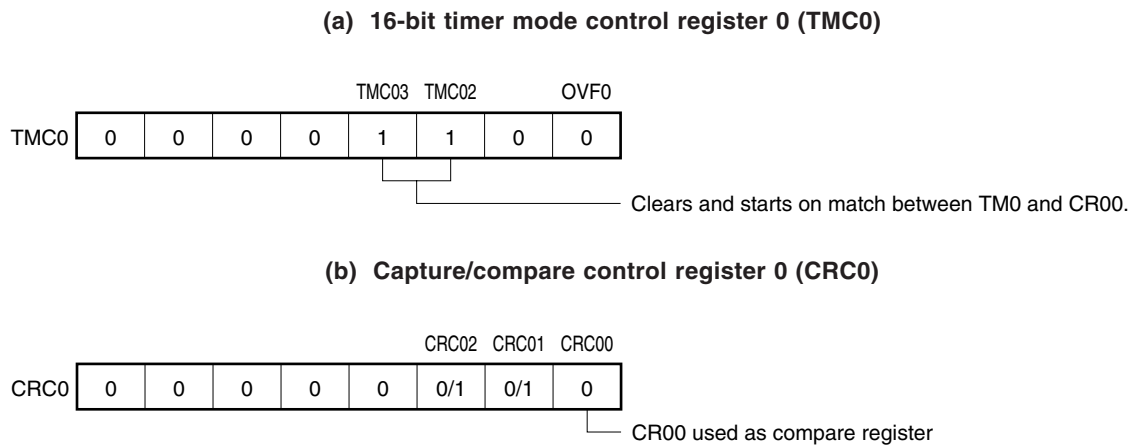 (a) 16-bit timer mode control register 0 (TMC0)
TMC03 TMC02 OVF0
TMC0 0 0 0 0 1 1 0 0
Clears and starts on match between TM0 and CR00.
(b) Capture/compare control register 0 (CRC0)
CRC02 CRC01 CRC00
CRC0 0 0 0 0 0 0/1 0/1 0
CR00 used as compare register